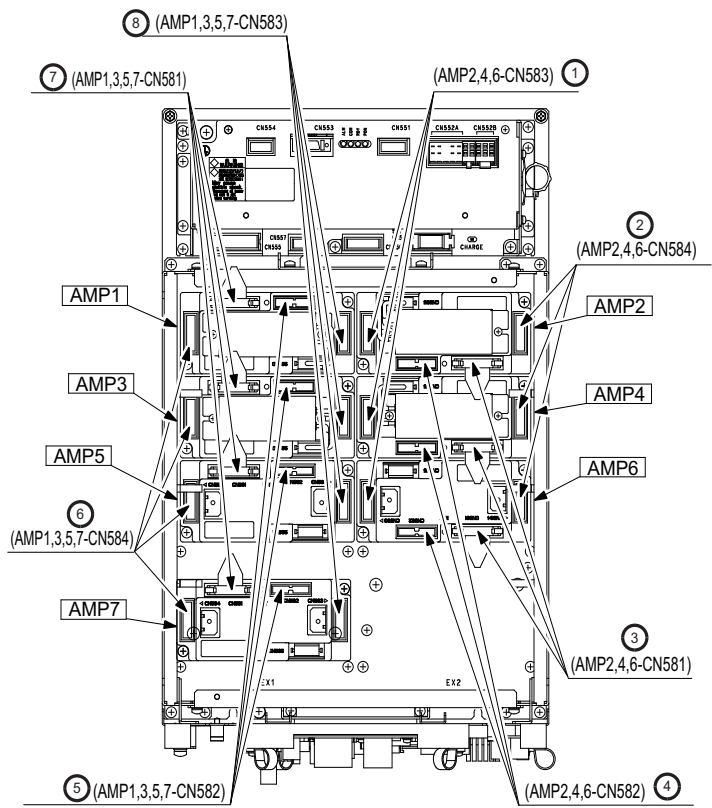 ⑧ (AMP1,3,5,7-CN583)
⑦ (AMP1,3,5,7-CN581)
(AMP2,4,6-CN583) ①
CN554 CN553 CN551 CN552A CN552B
CN557
CN555
CHARGE
②
(AMP2,4,6-CN584)
AMP1
AMP2
AMP3
AMP4
AMP5
AMP6
⑥
(AMP1,3,5,7-CN584)
AMP7
③
(AMP2,4,6-CN581)
EX1 EX2
⑤ (AMP1,3,5,7-CN582)
(AMP2,4,6-CN582) ④